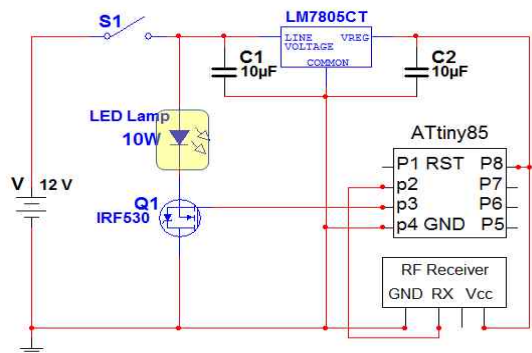 S1
LM7805CT
LINE VREG
VOLTAGE
COMMON
C1
10µF
C2
10µF
LED Lamp
10W
ATtiny85
P1 RST P8
p2 P7
p3 P6
p4 GND P5
V 12 V
Q1
IRF530
RF Receiver
GND RX Vcc